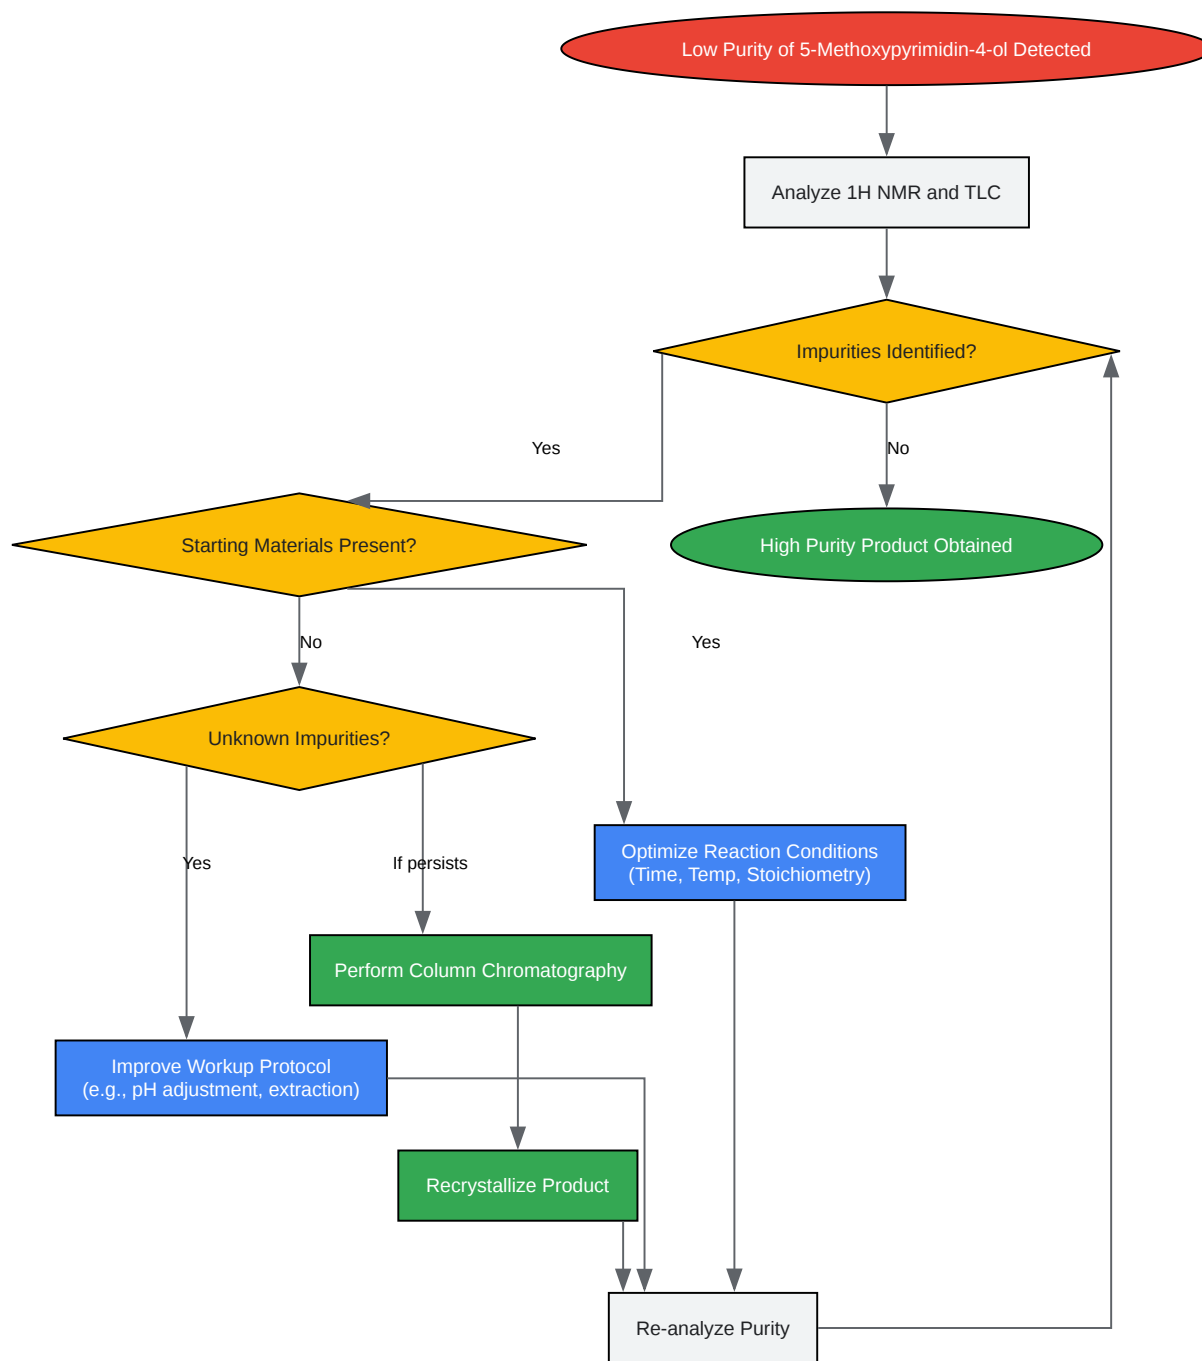 Low Purity of 5-Methoxypyrimidin-4-ol Detected
Analyze 1H NMR and TLC
Impurities Identified?
Yes
No
Starting Materials Present?
High Purity Product Obtained
No
Yes
Unknown Impurities?
Optimize Reaction Conditions
(Time, Temp, Stoichiometry)
Yes
If persists
Perform Column Chromatography
Improve Workup Protocol
(e.g., pH adjustment, extraction)
Recrystallize Product
Re-analyze Purity